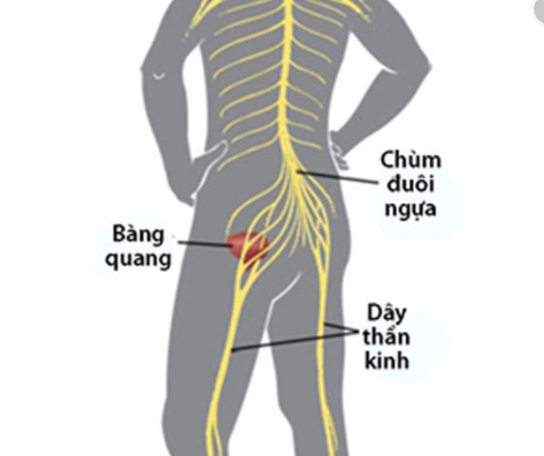 Chùm
đuôi
ngựa
Bàng
quang
Dây
thần
kinh